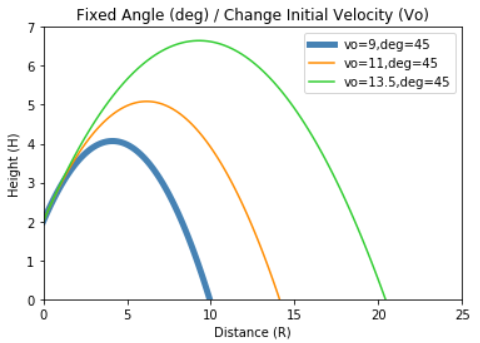 Fixed Angle (deg) / Change Initial Velocity (Vo)
7
6
5
4
3
2
1
0
Height (H)
vo=9,deg=45
vo=11,deg=45
vo=13.5,deg=45
0 5 10 15 20 25
Distance (R)